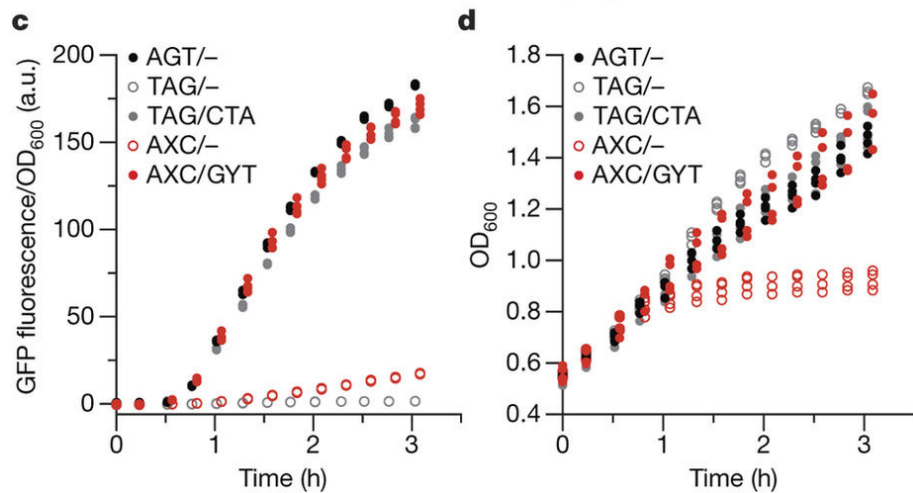 c
GFP fluorescence/OD600 (a.u.)
200
150
100
50
0
AGT/–
TAG/–
TAG/CTA
AXC/–
AXC/GYT
0 1 2 3
Time (h)
d
OD600
1.8
1.6
1.4
1.2
1.0
0.8
0.6
0.4
AGT/–
TAG/–
TAG/CTA
AXC/–
AXC/GYT
0 1 2 3
Time (h)